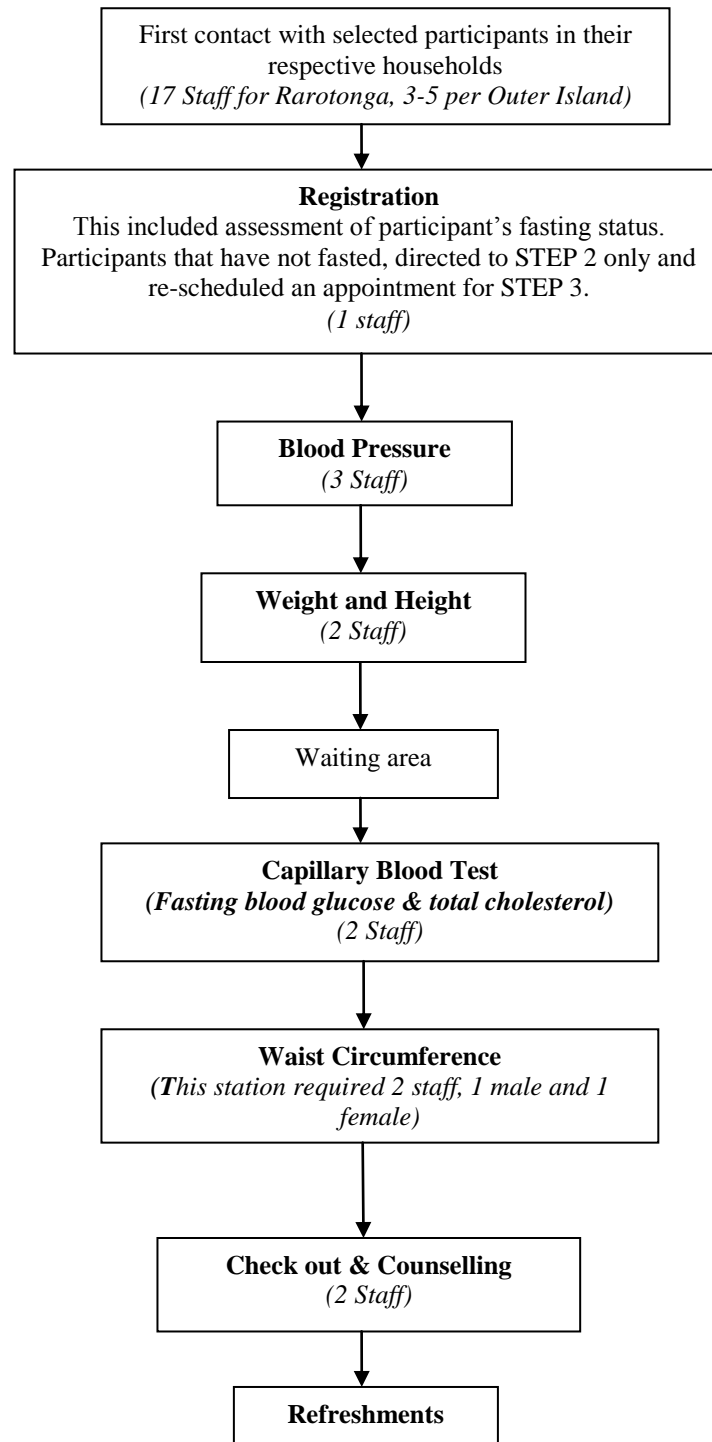 First contact with selected participants in their
respective households
(17 Staff for Rarotonga, 3-5 per Outer Island)
Registration
This included assessment of participant’s fasting status.
Participants that have not fasted, directed to STEP 2 only and
re-scheduled an appointment for STEP 3.
(1 staff)
Blood Pressure
(3 Staff)
Weight and Height
(2 Staff)
Waiting area
Capillary Blood Test
(Fasting blood glucose & total cholesterol)
(2 Staff)
Waist Circumference
(This station required 2 staff, 1 male and 1
female)
Check out & Counselling
(2 Staff)
Refreshments